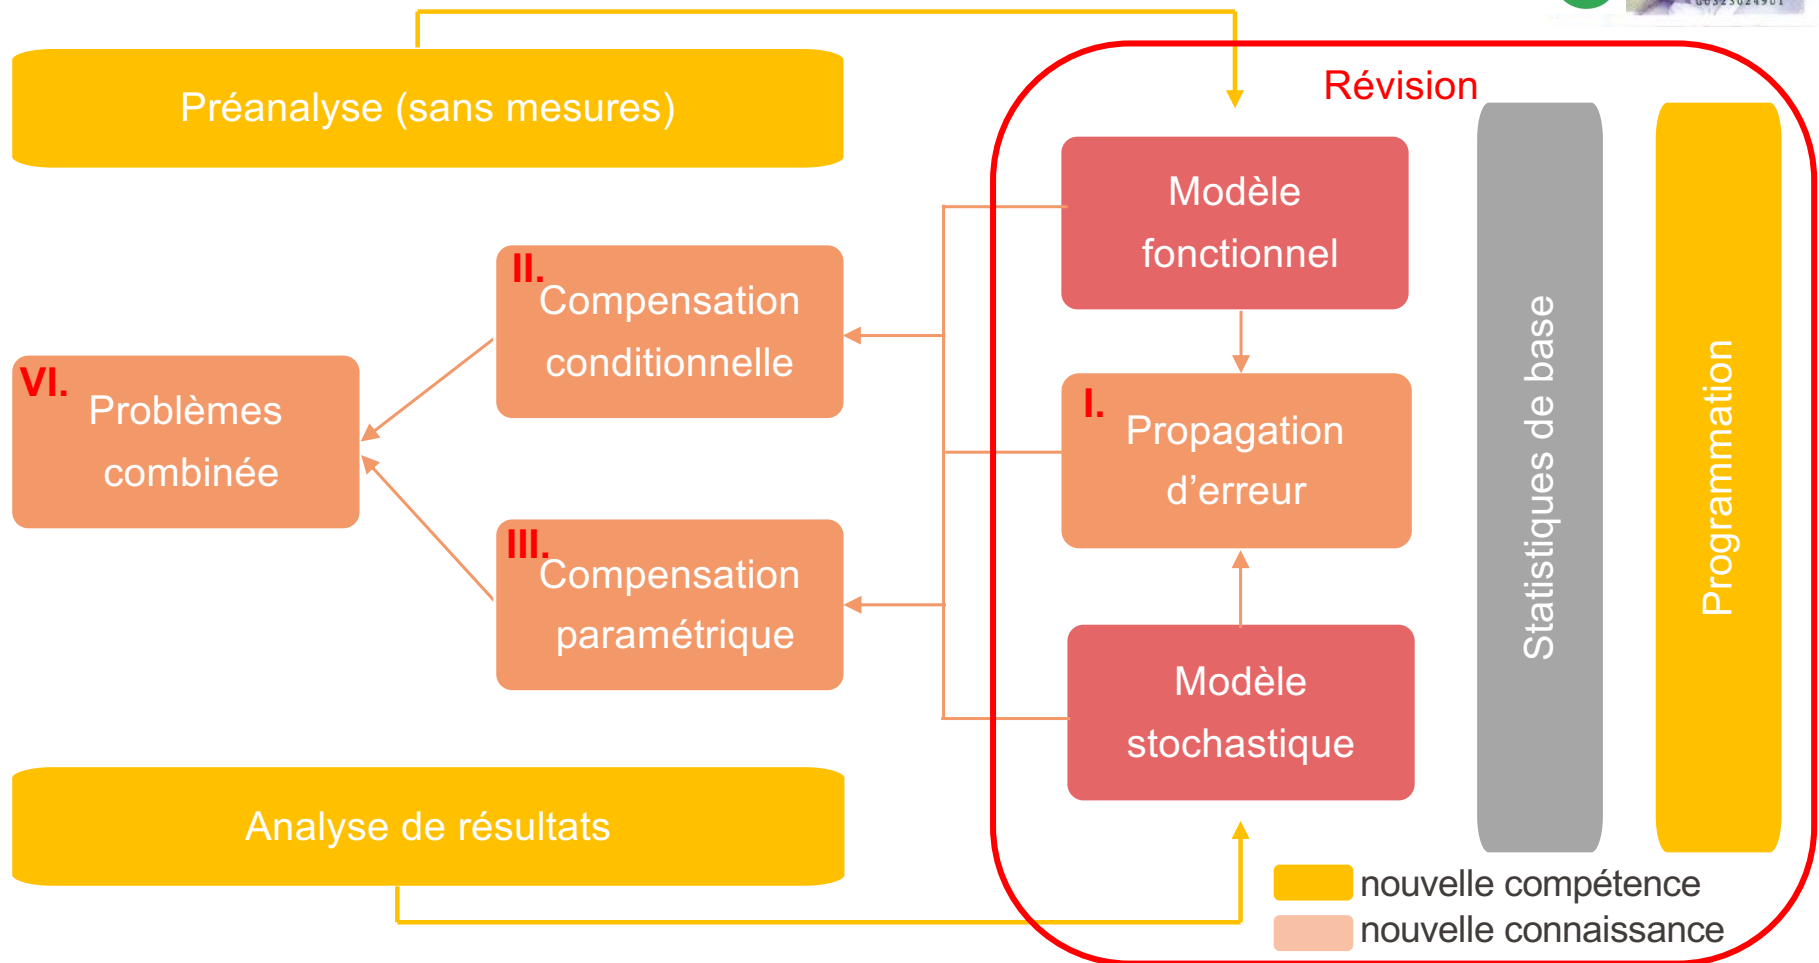 Préanalyse (sans mesures)
Révision
Modèle
fonctionnel
II.
Compensation
conditionnelle
VI.
Problèmes
combinée
I.
Propagation
d’erreur
III.
Compensation
paramétrique
Modèle
stochastique
Analyse de résultats
Statistiques de base
Programmation
nouvelle compétence
nouvelle connaissance